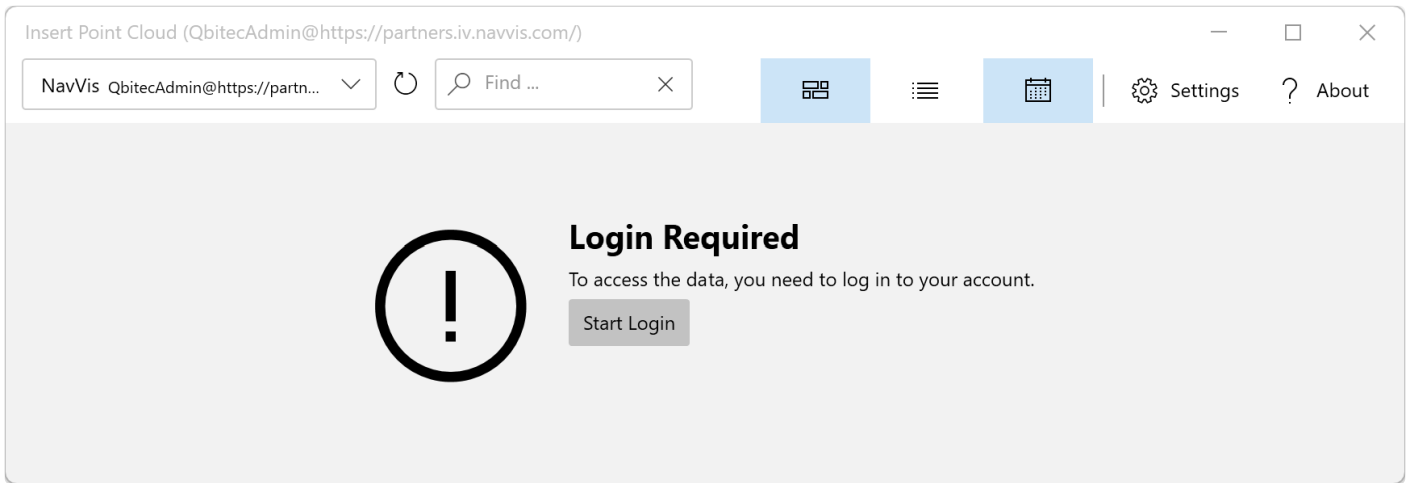 Insert Point Cloud (QbitecAdmin@https://partners.iv.navvis.com/)
NavVis QbitecAdmin@https://partn... Find ... Settings ? About
Login Required
To access the data, you need to log in to your account.
Start Login